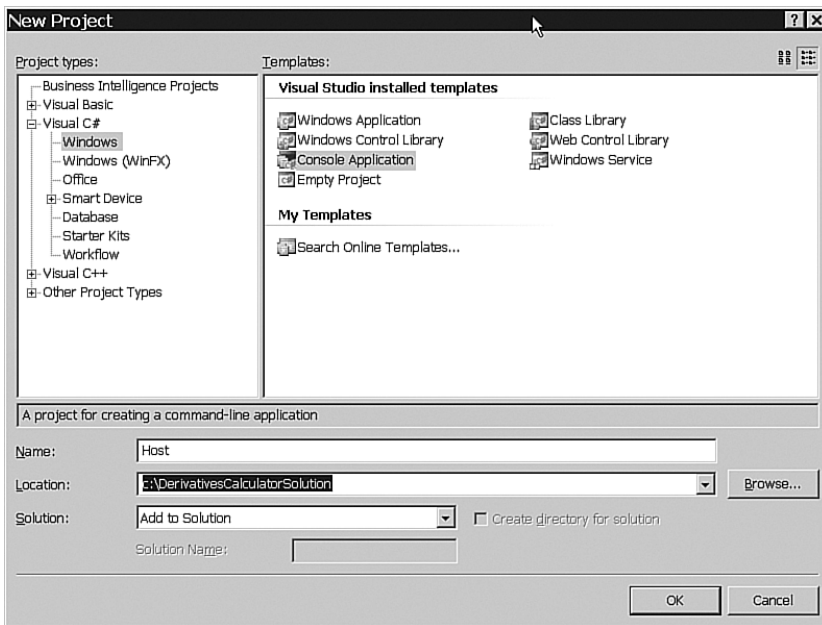 New Project
Project types:
Templates:
Business Intelligence Projects
Visual Basic
Visual C#
Windows
Windows (WinFX)
Office
Smart Device
Database
Starter Kits
Workflow
Visual C++
Other Project Types
Visual Studio installed templates
Windows Application
Windows Control Library
Console Application
Empty Project
Class Library
Web Control Library
Windows Service
My Templates
Search Online Templates...
A project for creating a command-line application
Name: Host
Location: c:\DerivativesCalculatorSolution Browse...
Solution: Add to Solution Create directory for solution
Solution Name:
OK Cancel